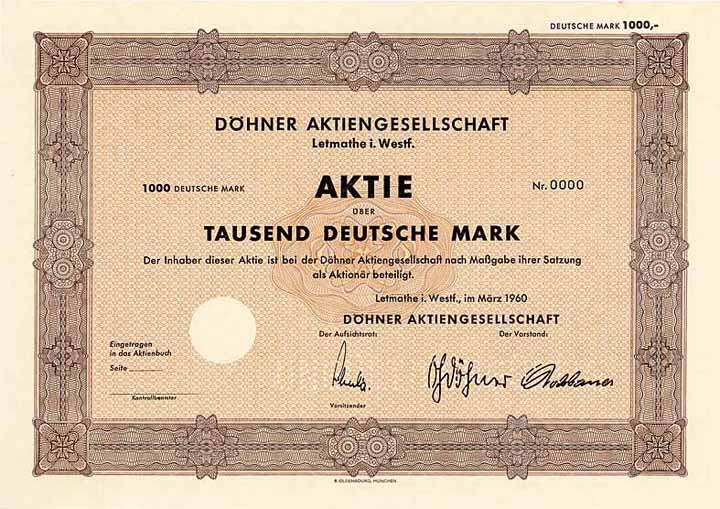 DEUTSCHE MARK 1000,-
DÖHNER AKTIENGESELLSCHAFT
Letmathe i. Westf.
1000 DEUTSCHE MARK
AKTIE
Nr. 0000
ÜBER
TAUSEND DEUTSCHE MARK
Der Inhaber dieser Aktie ist bei der Döhner Aktiengesellschaft nach Maßgabe ihrer Satzung
als Aktionär beteiligt.
Letmathe i. Westf., im März 1960
DÖHNER AKTIENGESELLSCHAFT
Der Aufsichtsrat:
Der Vorstand:
Eingetragen
in das Aktienbuch
Seite
Kontrollbeamter
Döhner
Vorsitzender
R. OLDENBOURG, MÜNCHEN